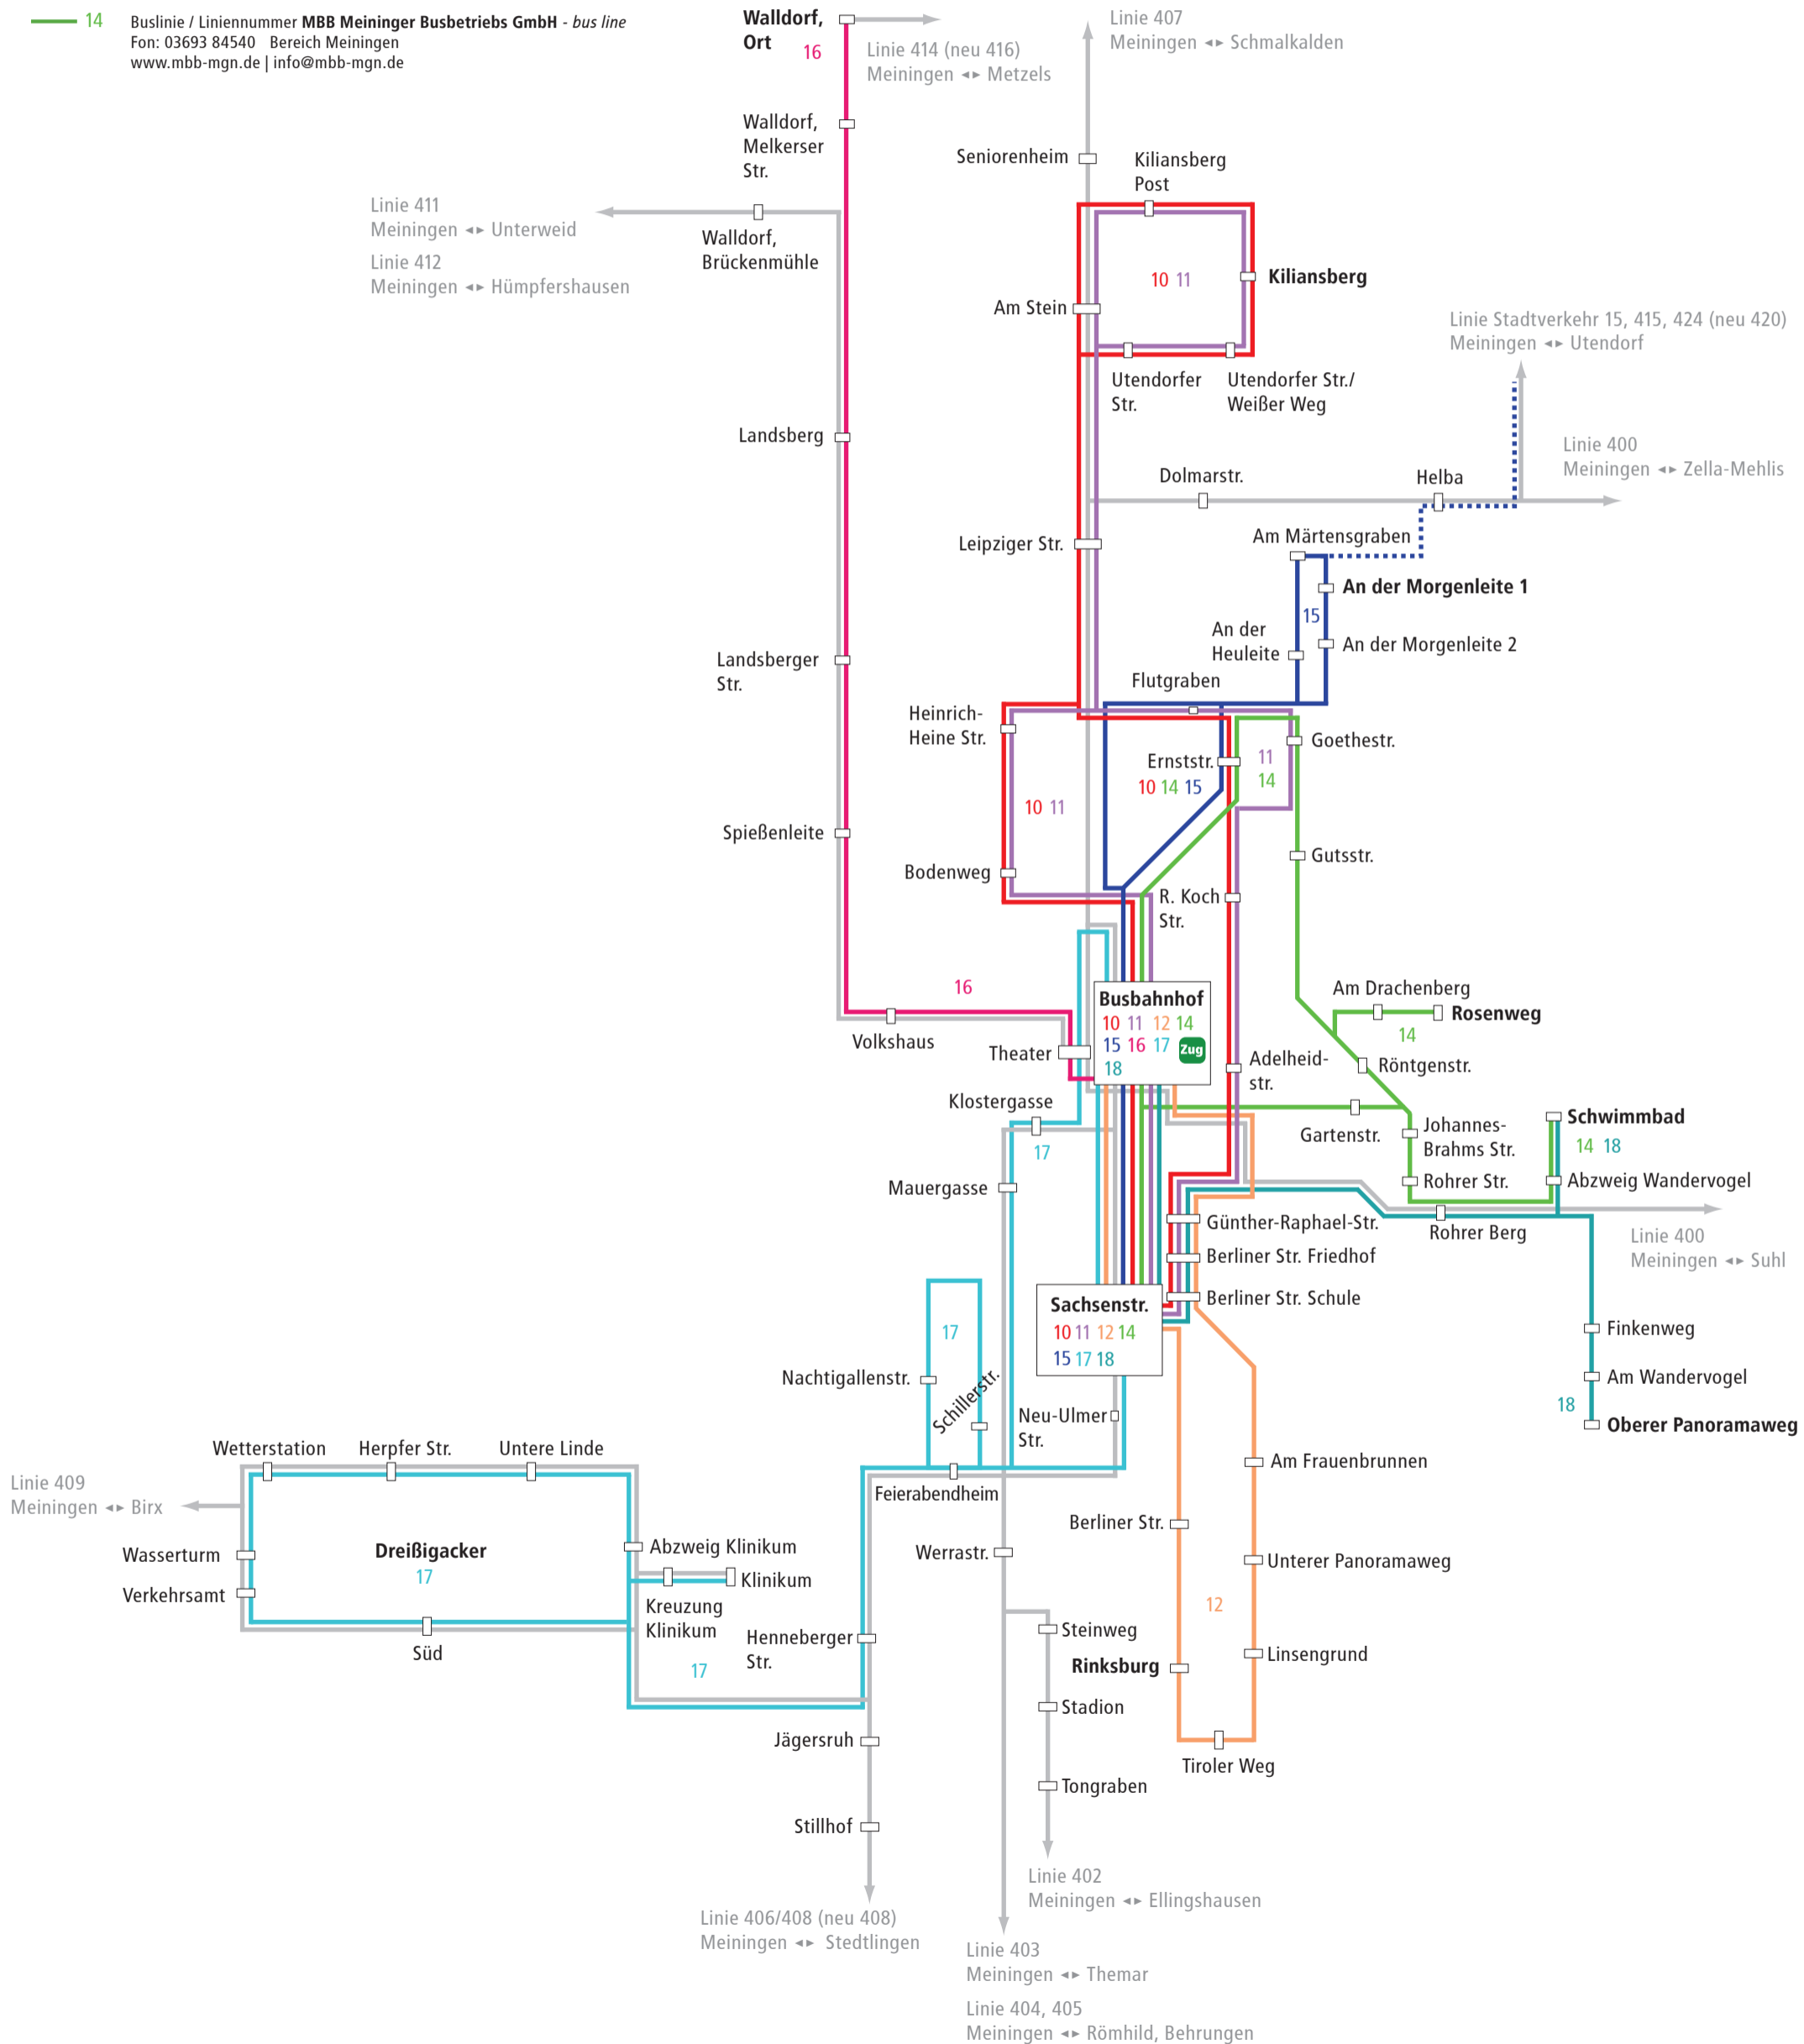 14 Buslinie / Liniennummer MBB Meininger Busbetriebs GmbH - bus line
Fon: 03693 84540 Bereich Meiningen
www.mbb-mgn.de | info@mbb-mgn.de
Walldorf,
Ort
16
Linie 414 (neu 416)
Meiningen ◄► Metzels
Linie 407
Meiningen ◄► Schmalkalden
Walldorf,
Melkerser
Str.
Seniorenheim
Kiliansberg
Post
Linie 411
Meiningen ◄► Unterweid
Linie 412
Meiningen ◄► Hümpfershausen
Walldorf,
Brückenmühle
10 11
Kiliansberg
Am Stein
Linie Stadtverkehr 15, 415, 424 (neu 420)
Meiningen ◄► Utendorf
Utendorfer
Str.
Utendorfer Str./
Weißer Weg
Landsberg
Linie 400
Meiningen ◄► Zella-Mehlis
Dolmarstr.
Helba
Leipziger Str.
Am Märtensgraben
An der Morgenleite 1
15
An der
Heuleite
An der Morgenleite 2
Landsberger
Str.
Flutgraben
Heinrich-
Heine Str.
Goethestr.
Ernststr.
10 14 15
11
14
10 11
Spießenleite
Gutsstr.
Bodenweg
R. Koch
Str.
16
Busbahnhof
10 11 12 14
15 16 17 Zug
18
Am Drachenberg
Rosenweg
14
Volkshaus
Theater
Adelheid-
str.
Röntgenstr.
Klostergasse
17
Gartenstr.
Johannes-
Brahms Str.
Schwimmbad
14 18
Mauergasse
Rohrer Str.
Abzweig Wandervogel
Günther-Raphael-Str.
Rohrer Berg
Linie 400
Meiningen ◄► Suhl
Berliner Str. Friedhof
Berliner Str. Schule
Sachsenstr.
10 11 12 14
15 17 18
17
Finkenweg
Nachtigallenstr.
Schillerstr.
Am Wandervogel
18
Oberer Panoramaweg
Neu-Ulmer
Str.
Wetterstation
Herpfer Str.
Untere Linde
Am Frauenbrunnen
Linie 409
Meiningen ◄► Birx
Feierabendheim
Berliner Str.
Wasserturm
Dreißigacker
17
Abzweig Klinikum
Werrastr.
Unterer Panoramaweg
Klinikum
Verkehrsamt
Kreuzung
Klinikum
12
Süd
Henneberger
Str.
17
Steinweg
Rinksburg
Linsengrund
Stadion
Jägersruh
Tiroler Weg
Tongraben
Stillhof
Linie 402
Meiningen ◄► Ellingshausen
Linie 406/408 (neu 408)
Meiningen ◄► Stedtlingen
Linie 403
Meiningen ◄► Themar
Linie 404, 405
Meiningen ◄► Römhild, Behrungen